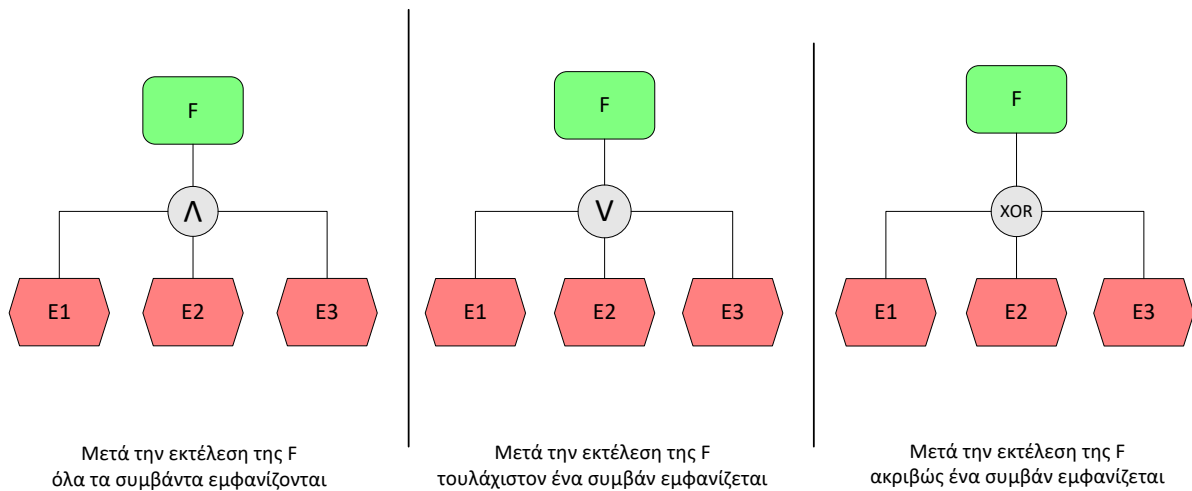 F
Λ
E1 E2 E3
Μετά την εκτέλεση της F
όλα τα συμβάντα εμφανίζονται
F
V
E1 E2 E3
Μετά την εκτέλεση της F
τουλάχιστον ένα συμβάν εμφανίζεται
F
XOR
E1 E2 E3
Μετά την εκτέλεση της F
ακριβώς ένα συμβάν εμφανίζεται